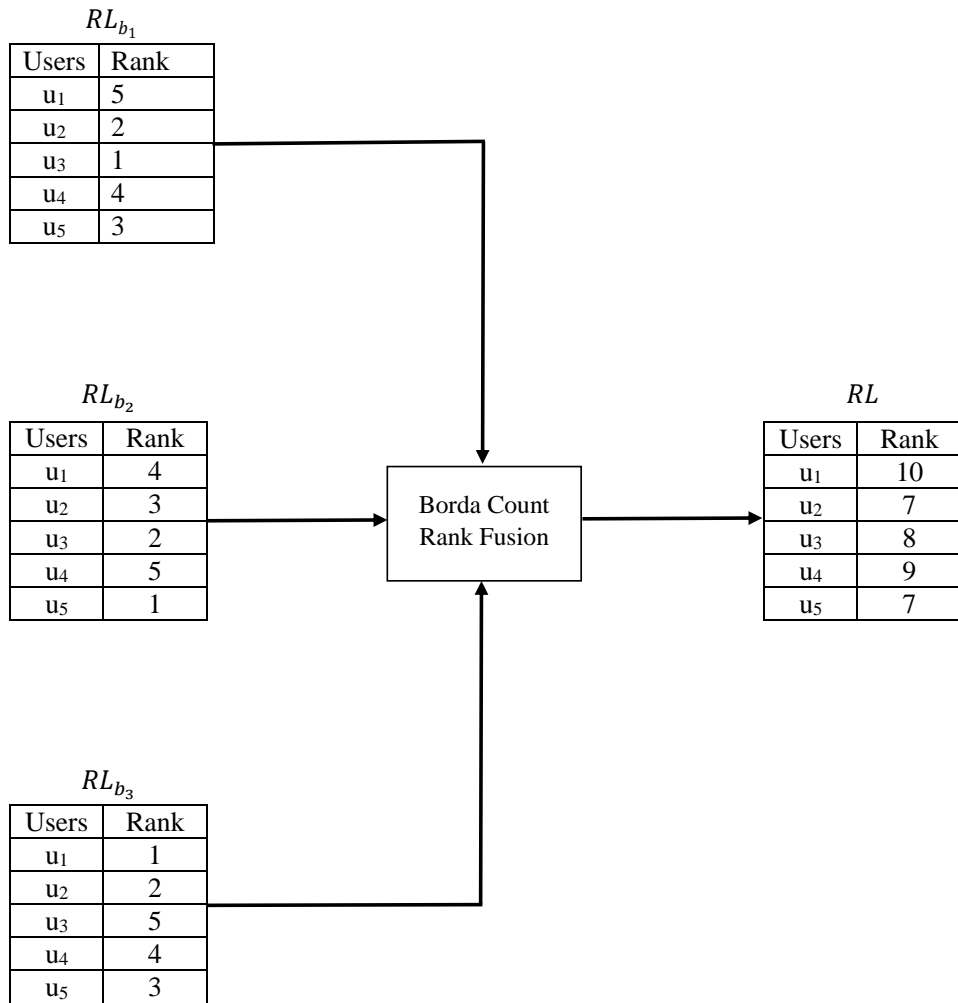 RL_{b_1}
Users Rank
u₁ 5
u₂ 2
u₃ 1
u₄ 4
u₅ 3
RL_{b_2}
Users Rank
u₁ 4
u₂ 3
u₃ 2
u₄ 5
u₅ 1
Borda Count
Rank Fusion
RL
Users Rank
u₁ 10
u₂ 7
u₃ 8
u₄ 9
u₅ 7
RL_{b_3}
Users Rank
u₁ 1
u₂ 2
u₃ 5
u₄ 4
u₅ 3